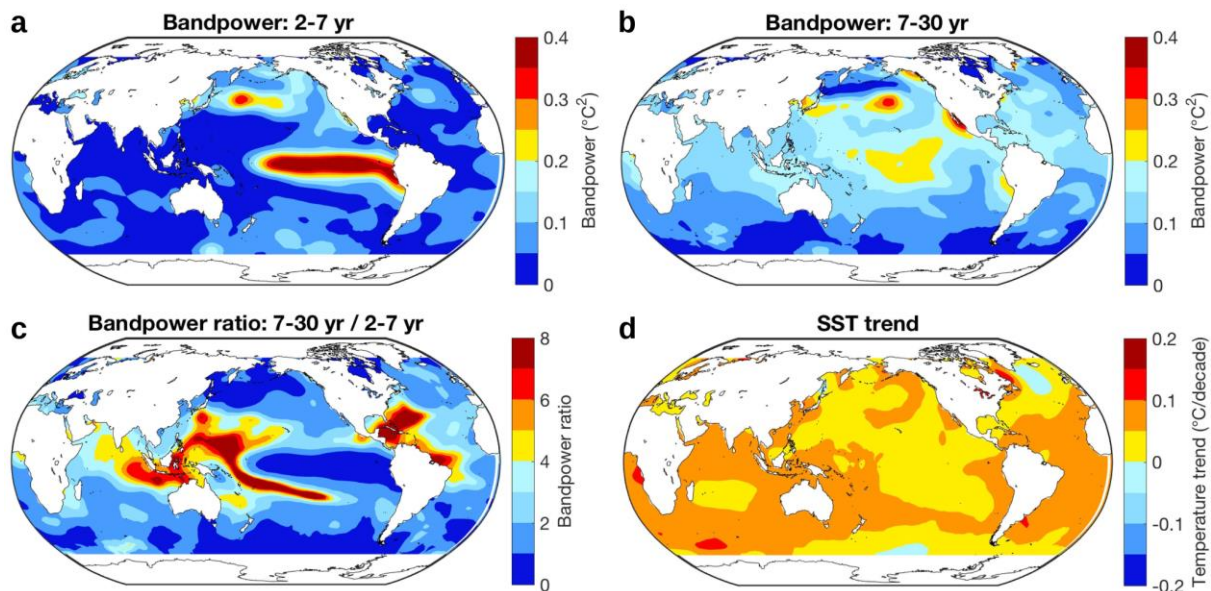 a
Bandpower: 2-7 yr
0.4
0.3
0.2
0.1
0
Bandpower (°C²)
b
Bandpower: 7-30 yr
0.4
0.3
0.2
0.1
0
Bandpower (°C²)
c
Bandpower ratio: 7-30 yr / 2-7 yr
8
6
4
2
0
Bandpower ratio
d
SST trend
0.2
0.1
0
-0.1
-0.2
Temperature trend (°C/decade)